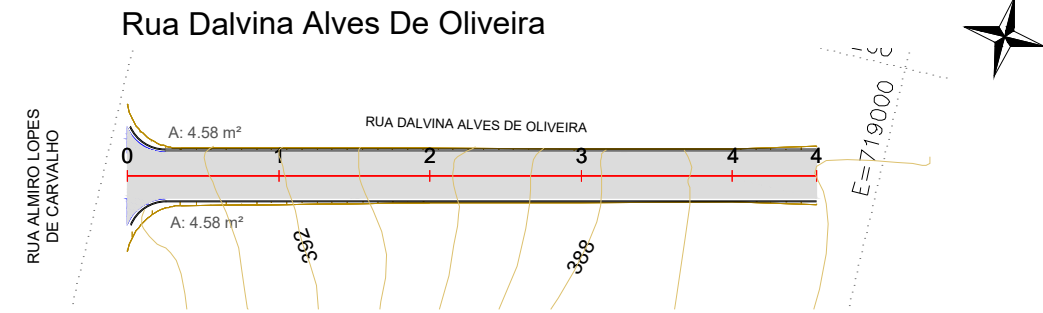 Rua Dalvina Alves De Oliveira
RUA ALMIRO LOPES
DE CARVALHO
A: 4.58 m²
RUA DALVINA ALVES DE OLIVEIRA
0 1 2 3 4 4
A: 4.58 m²
392
388
E=719000